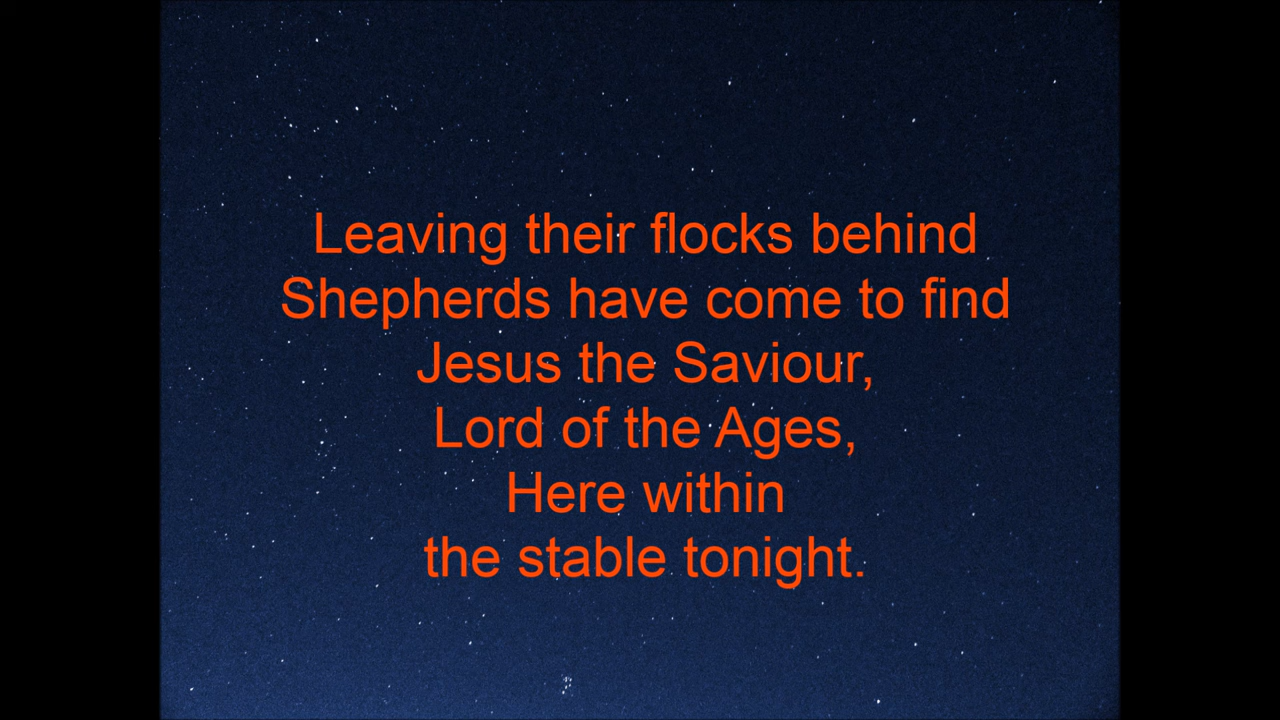 Leaving their flocks behind
Shepherds have come to find
Jesus the Saviour,
Lord of the Ages,
Here within
the stable tonight.